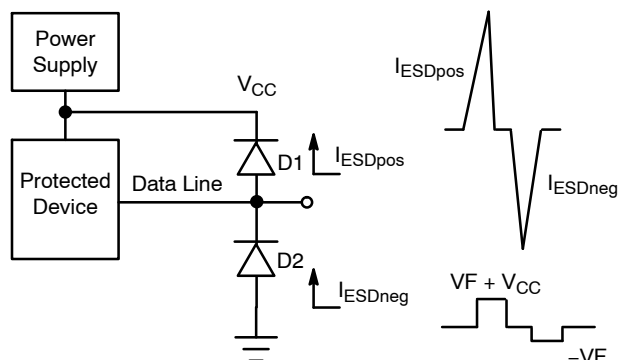 Power
Supply
V_CC
Protected
Device
Data Line
D1
I_ESDpos
D2
I_ESDneg
I_ESDpos
I_ESDneg
VF + V_CC
−VF